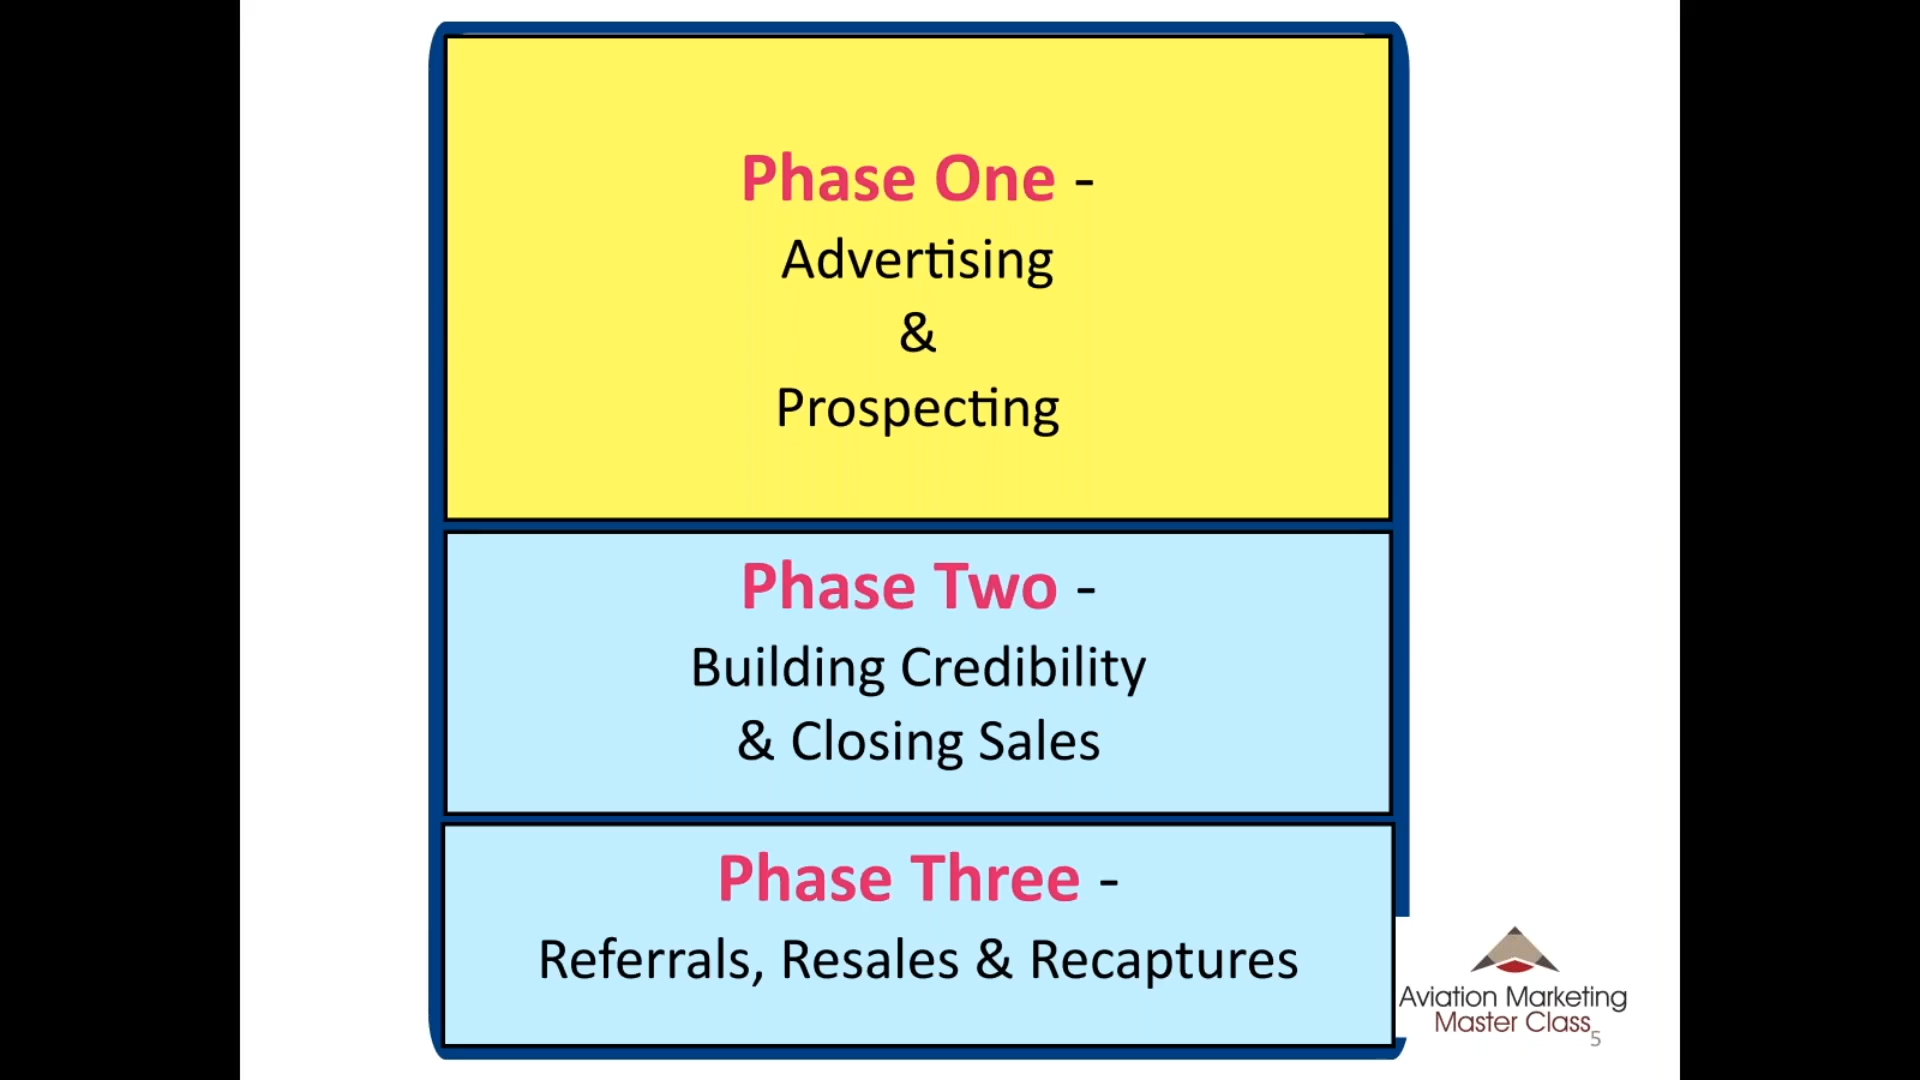 Phase One -
Advertising
&
Prospecting
Phase Two -
Building Credibility
& Closing Sales
Phase Three -
Referrals, Resales & Recaptures
Aviation Marketing
Master Class
5